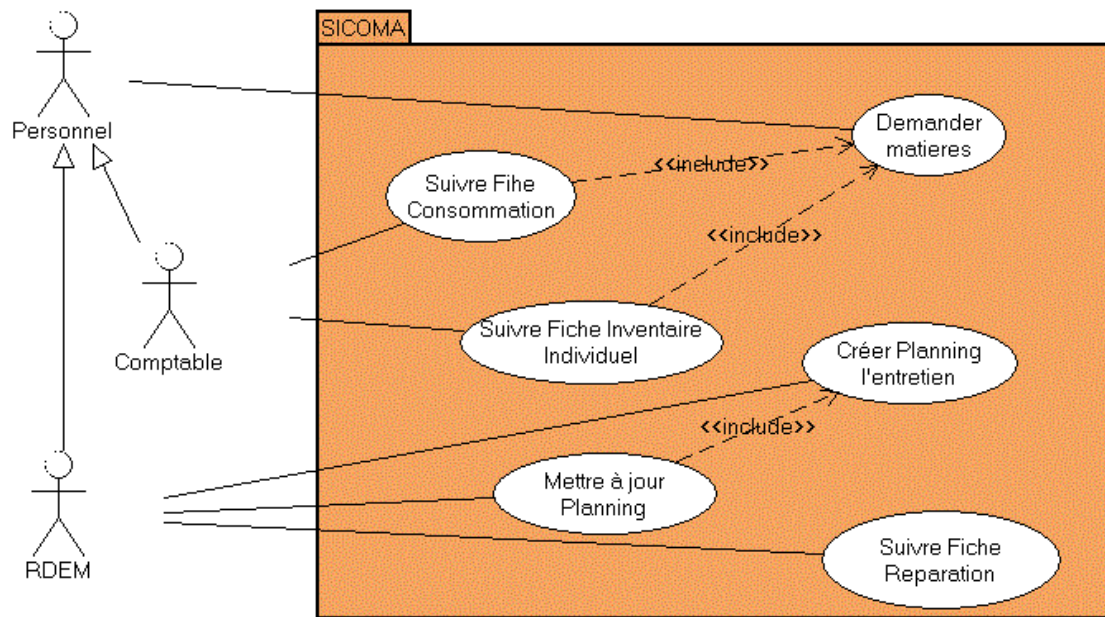 SICOMA
Personnel
Demander
matieres
<<include>>
Suivre Fihe
Consommation
<<include>>
Comptable
Suivre Fiche Inventaire
Individuel
Créer Planning
l'entretien
<<include>>
Mettre à jour
Planning
RDEM
Suivre Fiche
Reparation